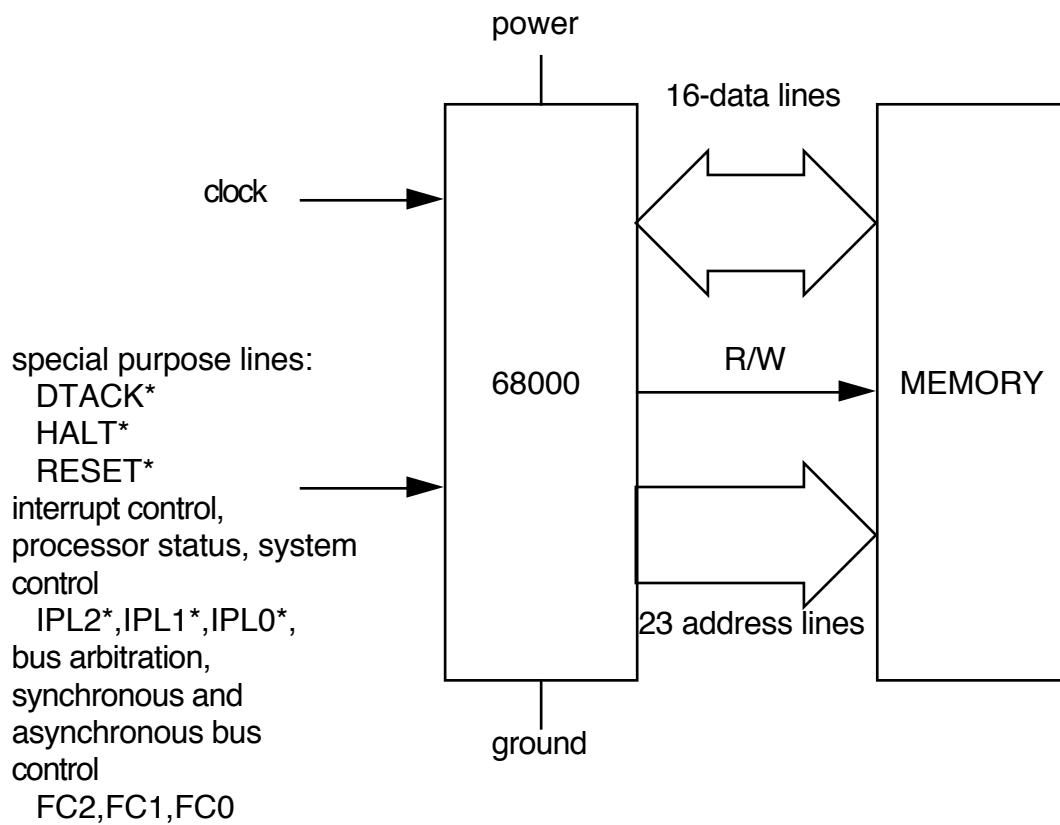 power
16-data lines
clock
special purpose lines:
DTACK*
HALT*
RESET*
interrupt control,
processor status, system
control
IPL2*,IPL1*,IPL0*,
bus arbitration,
synchronous and
asynchronous bus
control
FC2,FC1,FC0
68000
R/W
MEMORY
23 address lines
ground